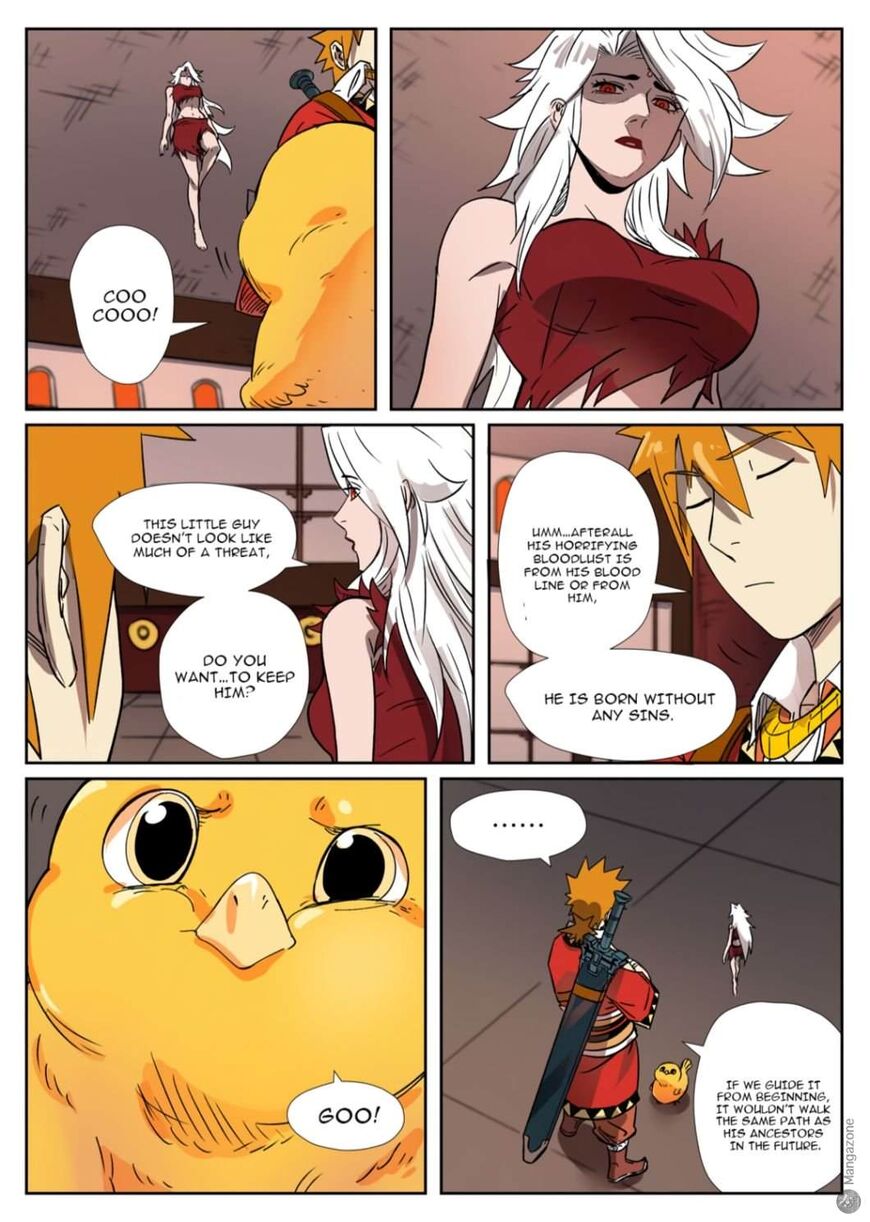 COO
COOO!
THIS LITTLE GUY
DOESN'T LOOK LIKE
MUCH OF A THREAT,
DO YOU
WANT...TO KEEP
HIM?
UMM...AFTERALL
HIS HORRIFYING
BLOODLUST IS
FROM HIS BLOOD
LINE OR FROM
HIM,
HE IS BORN WITHOUT
ANY SINS.
GOO!
......
IF WE GUIDE IT
FROM BEGINNING,
IT WOULDN'T WALK
THE SAME PATH AS
HIS ANCESTORS
IN THE FUTURE.
Mangazone